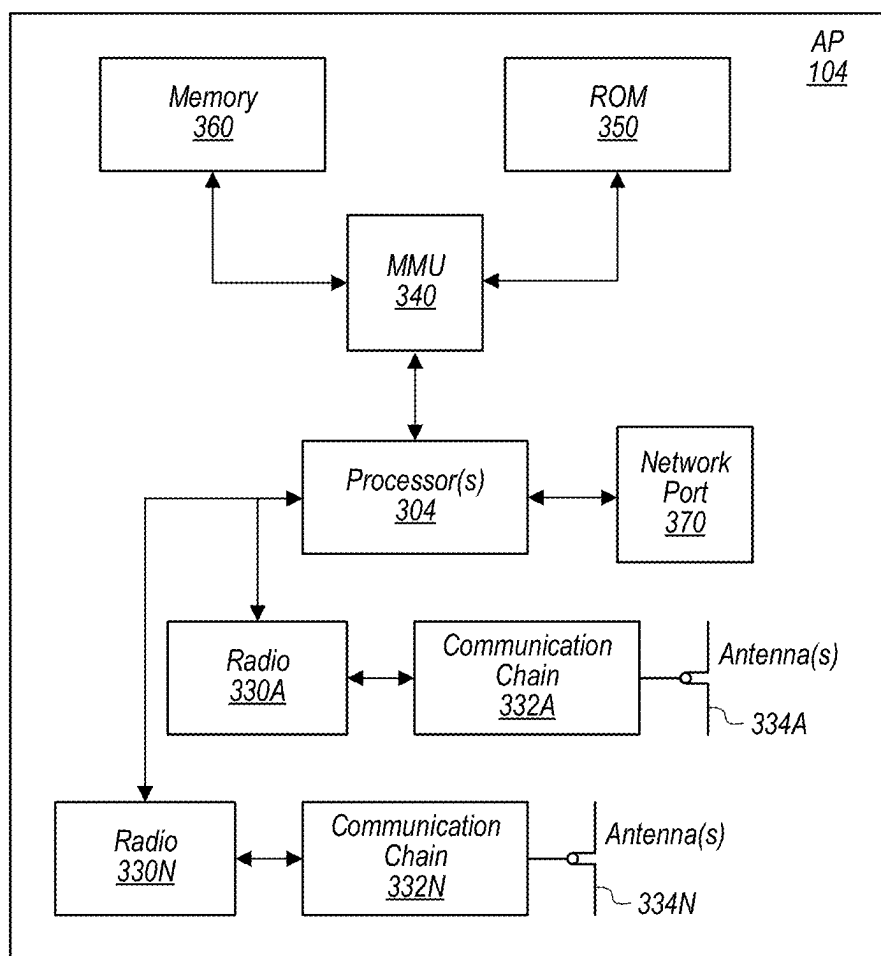 AP
104
Memory
360
ROM
350
MMU
340
Processor(s)
304
Network
Port
370
Radio
330A
Communication
Chain
332A
Antenna(s)
334A
Radio
330N
Communication
Chain
332N
Antenna(s)
334N